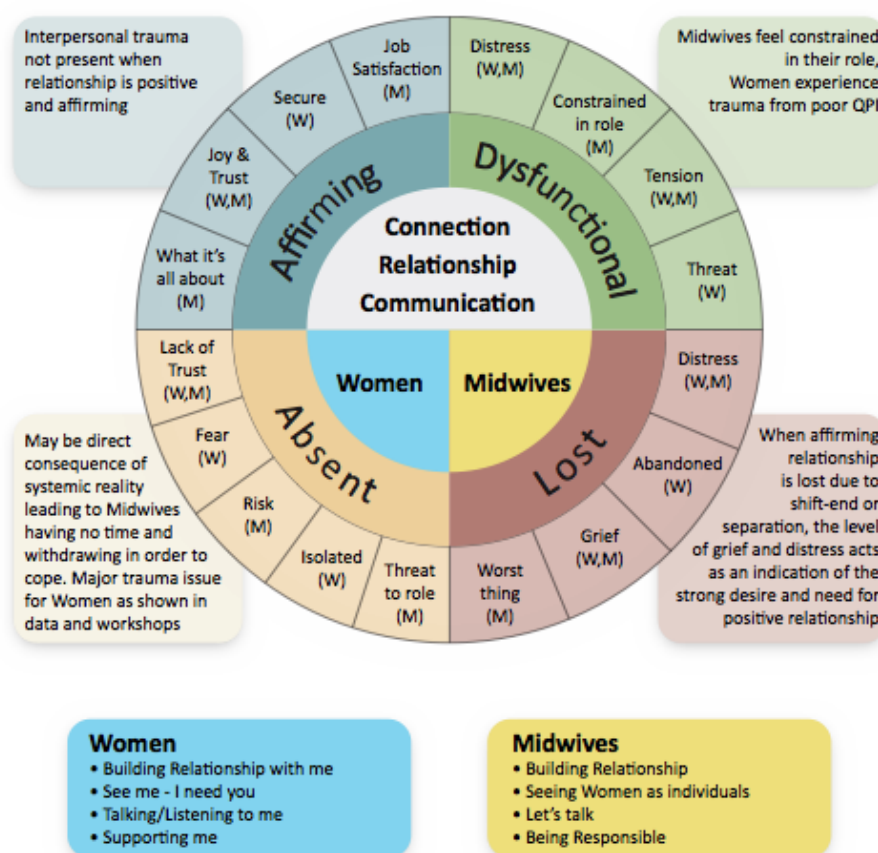 Interpersonal trauma
not present when
relationship is positive
and affirming
Midwives feel constrained
in their role,
Women experience
trauma from poor QPI
Job
Satisfaction
(M)
Distress
(W,M)
Secure
(W)
Constrained
in role
(M)
Joy &
Trust
(W,M)
Tension
(W,M)
What it's
all about
(M)
Threat
(W)
Affirming
Dysfunctional
Connection
Relationship
Communication
Women
Midwives
Absent
Lost
Lack of
Trust
(W,M)
Distress
(W,M)
Fear
(W)
Abandoned
(W)
Risk
(M)
Grief
(W,M)
Isolated
(W)
Threat
to role
(M)
Worst
thing
(M)
May be direct
consequence of
systemic reality
leading to Midwives
having no time and
withdrawing in order to
cope. Major trauma issue
for Women as shown in
data and workshops
When affirming
relationship
is lost due to
shift-end or
separation, the level
of grief and distress acts
as an indication of the
strong desire and need for
positive relationship
Women
• Building Relationship with me
• See me - I need you
• Talking/Listening to me
• Supporting me
Midwives
• Building Relationship
• Seeing Women as individuals
• Let's talk
• Being Responsible